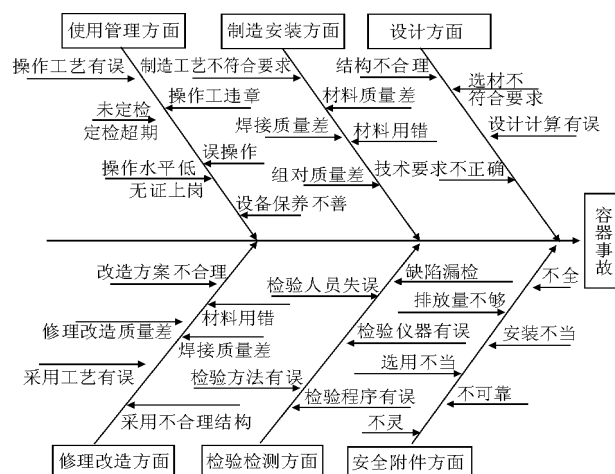 使用管理方面
制造安装方面
设计方面
操作工艺有误
操作工违章
未定检
定检超期
误操作
操作水平低
无证上岗
设备保养不善
制造工艺不符合要求
材料质量差
焊接质量差
材料用错
组对质量差
结构不合理
选材不
符合要求
设计计算有误
技术要求不正确
容器事故
改造方案不合理
材料用错
修理改造质量差
焊接质量差
采用工艺有误
采用不合理结构
检验人员失误
缺陷漏检
检验仪器有误
检验方法有误
检验程序有误
不全
排放量不够
安装不当
选用不当
不可靠
不灵
修理改造方面
检验检测方面
安全附件方面